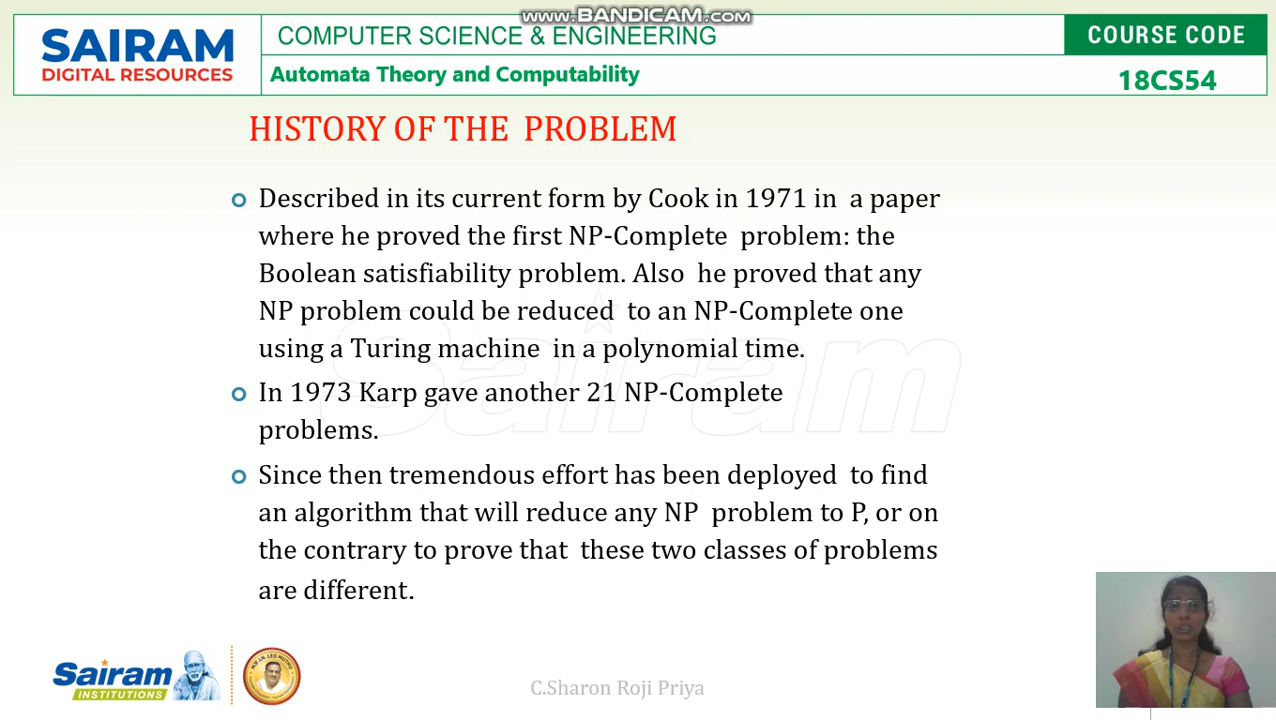 www.BANDICAM.com
SAIRAM
DIGITAL RESOURCES
COMPUTER SCIENCE & ENGINEERING
COURSE CODE
Automata Theory and Computability
18CS54
HISTORY OF THE PROBLEM
Described in its current form by Cook in 1971 in a paper
where he proved the first NP-Complete problem: the
Boolean satisfiability problem. Also he proved that any
NP problem could be reduced to an NP-Complete one
using a Turing machine in a polynomial time.
In 1973 Karp gave another 21 NP-Complete
problems.
Since then tremendous effort has been deployed to find
an algorithm that will reduce any NP problem to P, or on
the contrary to prove that these two classes of problems
are different.
Sairam
Sairam
INSTITUTIONS
C.Sharon Roji Priya